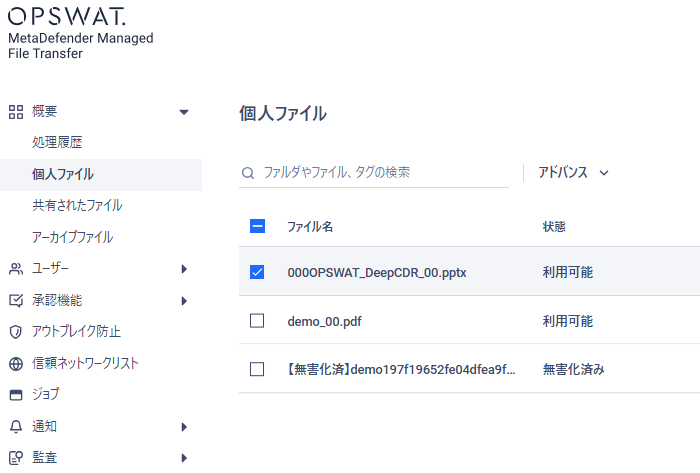 OPSWAT.
MetaDefender Managed
File Transfer
概要
処理履歴
個人ファイル
共有されたファイル
アーカイブファイル
ユーザー
承認機能
アウトブレイク防止
信頼ネットワークリスト
ジョブ
通知
監査
個人ファイル
ファルダやファイル、タグの検索
アドバンス
ファイル名 状態
000OPSWAT_DeepCDR_00.pptx 利用可能
demo_00.pdf 利用可能
【無害化済】demo197f19652fe04dfea9f... 無害化済み